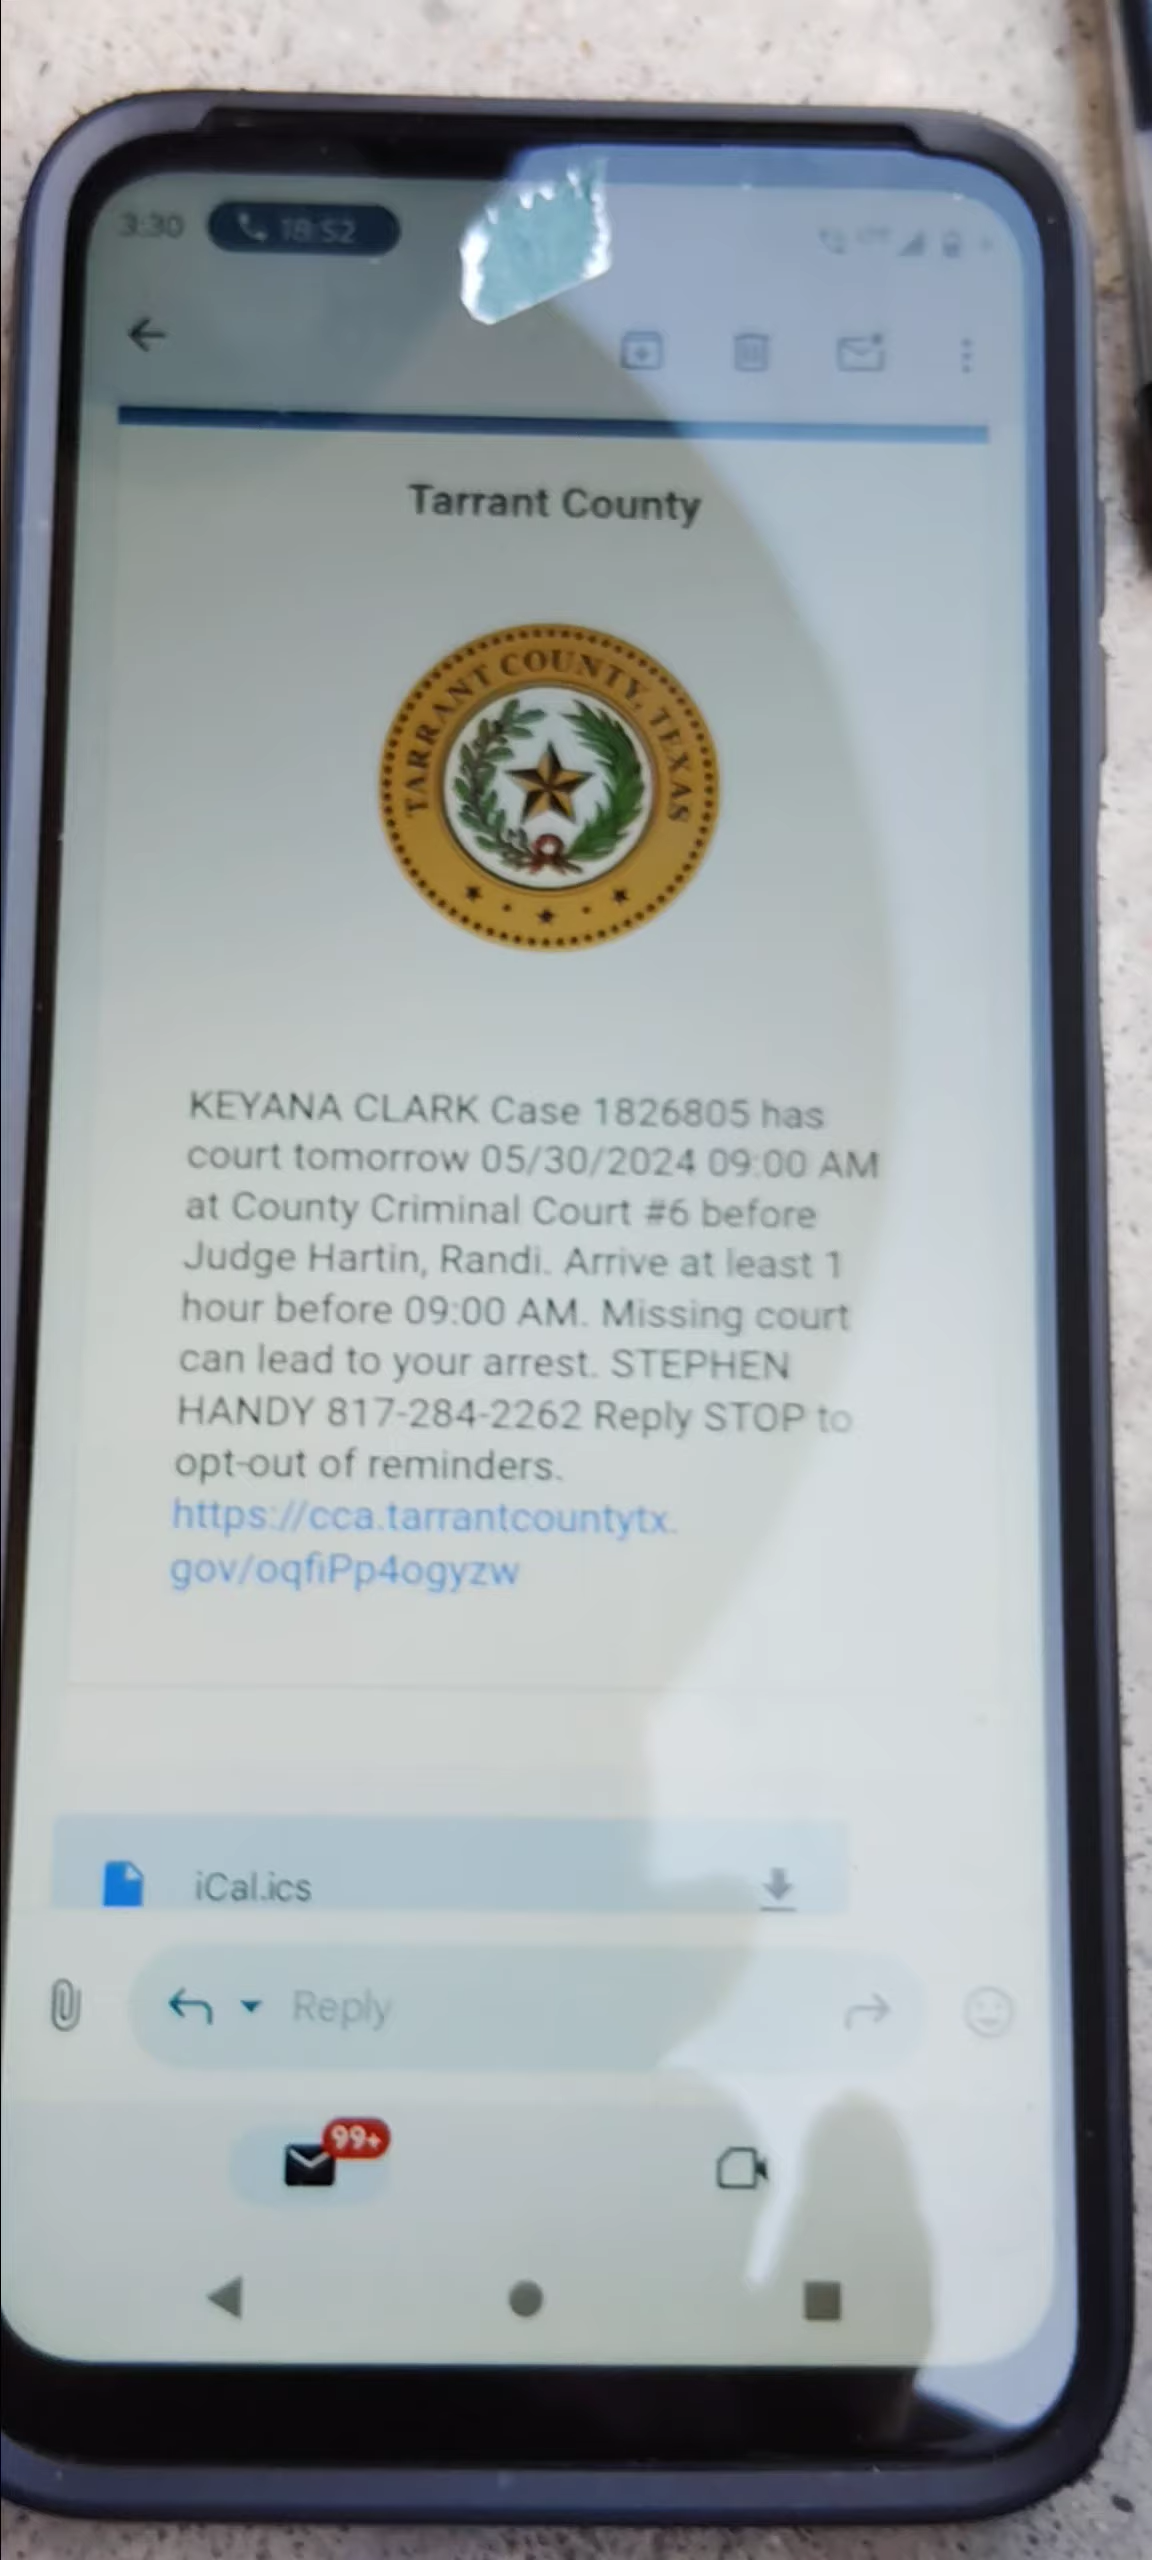 3:30 18:52
Tarrant County
TARRANT COUNTY, TEXAS
KEYANA CLARK Case 1826805 has
court tomorrow 05/30/2024 09:00 AM
at County Criminal Court #6 before
Judge Hartin, Randi. Arrive at least 1
hour before 09:00 AM. Missing court
can lead to your arrest. STEPHEN
HANDY 817-284-2262 Reply STOP to
opt-out of reminders.
https://cca.tarrantcountytx.
gov/oqfiPp4ogyzw
iCal.ics
Reply
99+